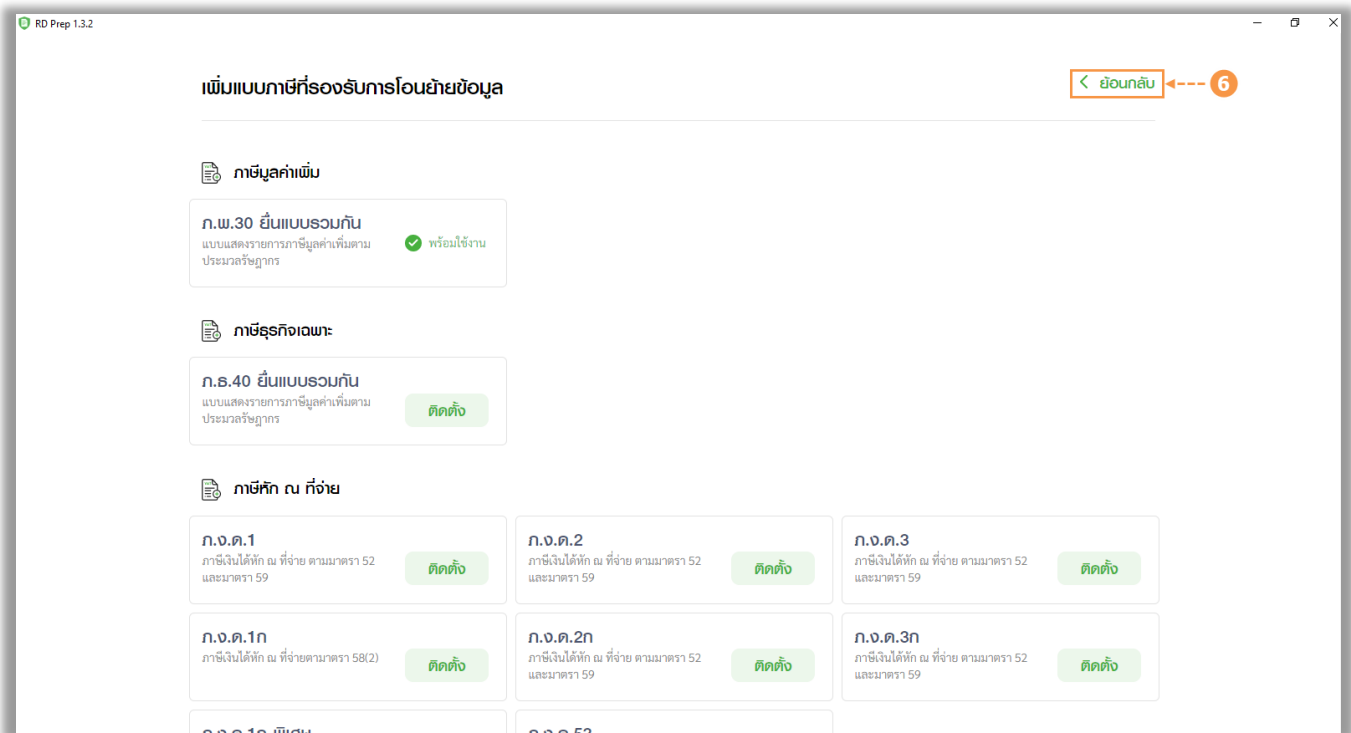 RD Prep 1.3.2
เพิ่มแบบภาษีที่รองรับการโอนย้ายข้อมูล
< ย้อนกลับ
6
ภาษีมูลค่าเพิ่ม
ภ.พ.30 ยื่นแบบรวมกัน
แบบแสดงรายการภาษีมูลค่าเพิ่มตาม
ประมวลรัษฎากร
พร้อมใช้งาน
ภาษีธุรกิจเฉพาะ
ภ.ธ.40 ยื่นแบบรวมกัน
แบบแสดงรายการภาษีมูลค่าเพิ่มตาม
ประมวลรัษฎากร
ติดตั้ง
ภาษีหัก ณ ที่จ่าย
ภ.ง.ด.1
ภาษีเงินได้หัก ณ ที่จ่าย ตามมาตรา 52
และมาตรา 59
ติดตั้ง
ภ.ง.ด.2
ภาษีเงินได้หัก ณ ที่จ่าย ตามมาตรา 52
และมาตรา 59
ติดตั้ง
ภ.ง.ด.3
ภาษีเงินได้หัก ณ ที่จ่าย ตามมาตรา 52
และมาตรา 59
ติดตั้ง
ภ.ง.ด.1ก
ภาษีเงินได้หัก ณ ที่จ่ายตามาตรา 58(2)
ติดตั้ง
ภ.ง.ด.2ก
ภาษีเงินได้หัก ณ ที่จ่าย ตามมาตรา 52
และมาตรา 59
ติดตั้ง
ภ.ง.ด.3ก
ภาษีเงินได้หัก ณ ที่จ่าย ตามมาตรา 52
และมาตรา 59
ติดตั้ง
ภ.ง.ด.1ก พิเศษ
ภ.ง.ด.53